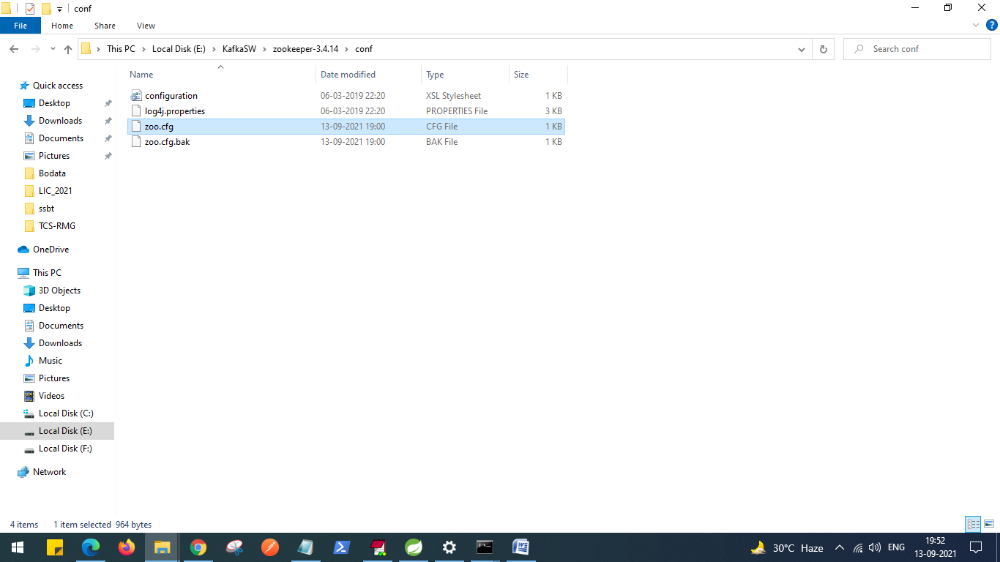 conf
File Home Share View
This PC Local Disk (E:) KafkaSW zookeeper-3.4.14 conf Search conf
Name Date modified Type Size
configuration 06-03-2019 22:20 XSL Stylesheet 1 KB
log4j.properties 06-03-2019 22:20 PROPERTIES File 3 KB
zoo.cfg 13-09-2021 19:00 CFG File 1 KB
zoo.cfg.bak 13-09-2021 19:00 BAK File 1 KB
Quick access
Desktop
Downloads
Documents
Pictures
Bodata
LIC_2021
ssbt
TCS-RMG
OneDrive
This PC
3D Objects
Desktop
Documents
Downloads
Music
Pictures
Videos
Local Disk (C:)
Local Disk (E:)
Local Disk (F:)
Network
4 items 1 item selected 964 bytes
30°C Haze ENG 19:52
13-09-2021